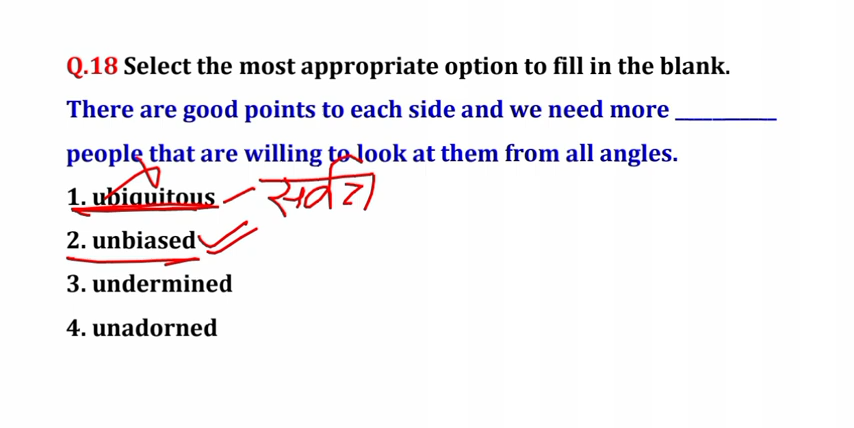 Q.18 Select the most appropriate option to fill in the blank.
There are good points to each side and we need more __________
people that are willing to look at them from all angles.
1. ubiquitous
2. unbiased
3. undermined
4. unadorned